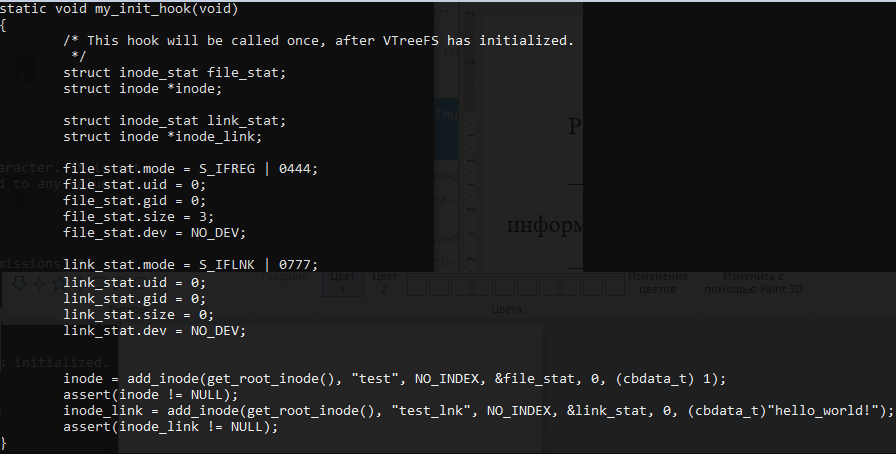 static void my_init_hook(void)
{
/* This hook will be called once, after VTreeFS has initialized.
*/
struct inode_stat file_stat;
struct inode *inode;
struct inode_stat link_stat;
struct inode *inode_link;
file_stat.mode = S_IFREG | 0444;
file_stat.uid = 0;
file_stat.gid = 0;
file_stat.size = 3;
file_stat.dev = NO_DEV;
link_stat.mode = S_IFLNK | 0777;
link_stat.uid = 0;
link_stat.gid = 0;
link_stat.size = 0;
link_stat.dev = NO_DEV;
inode = add_inode(get_root_inode(), "test", NO_INDEX, &file_stat, 0, (cbdata_t) 1);
assert(inode != NULL);
inode_link = add_inode(get_root_inode(), "test_lnk", NO_INDEX, &link_stat, 0, (cbdata_t)"hello_world!");
assert(inode_link != NULL);
}
Thu
Р
информ
Цвет
1
Цвет
2
Изменение
цветов
Изменить с
помощью Paint 3D
Цвета
s initialized.